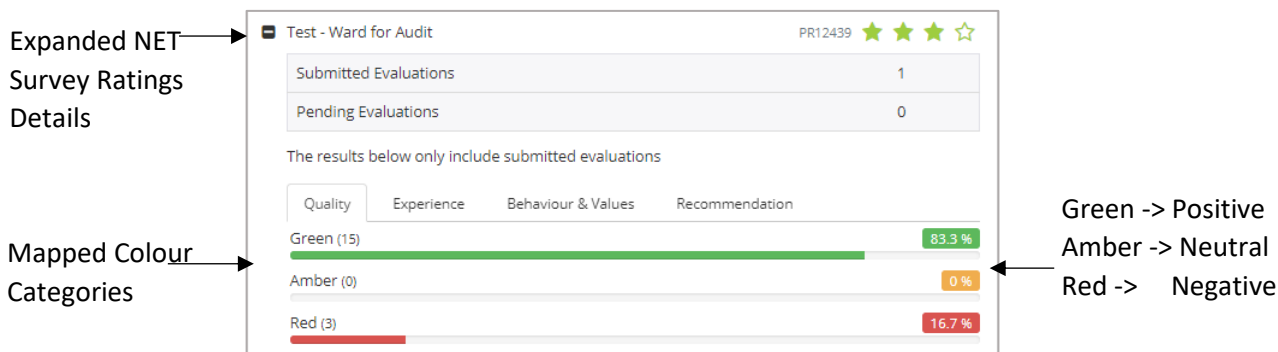 Expanded NET
Survey Ratings
Details
Test - Ward for Audit PR12439
Submitted Evaluations 1
Pending Evaluations 0
The results below only include submitted evaluations
Quality Experience Behaviour & Values Recommendation
Mapped Colour
Categories
Green (15) 83.3 %
Amber (0) 0 %
Red (3) 16.7 %
Green -> Positive
Amber -> Neutral
Red -> Negative